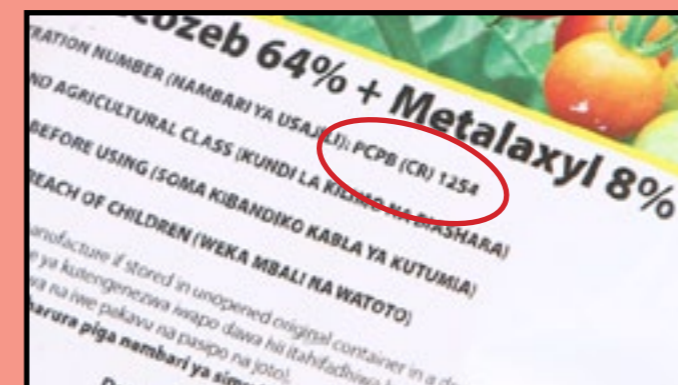 cozeb 64% + Metalaxyl 8%
RATION NUMBER (NAMBARI YA USAJILI): PCPB (CR) 1254
ND AGRICULTURAL CLASS (KUNDI LA KILIMO NA BIASHARA)
BEFORE USING (SOMA KIBANDIKO KABLA YA KUTUMIA)
REACH OF CHILDREN (WEKA MBALI NA WATOTO)
anufacture if stored in unopened original container in a
ya kutengenezwa iwapo dawa hii itahifadhiwa
wa na iwe pakavu na pasipo na joto).
harura piga nambari ya